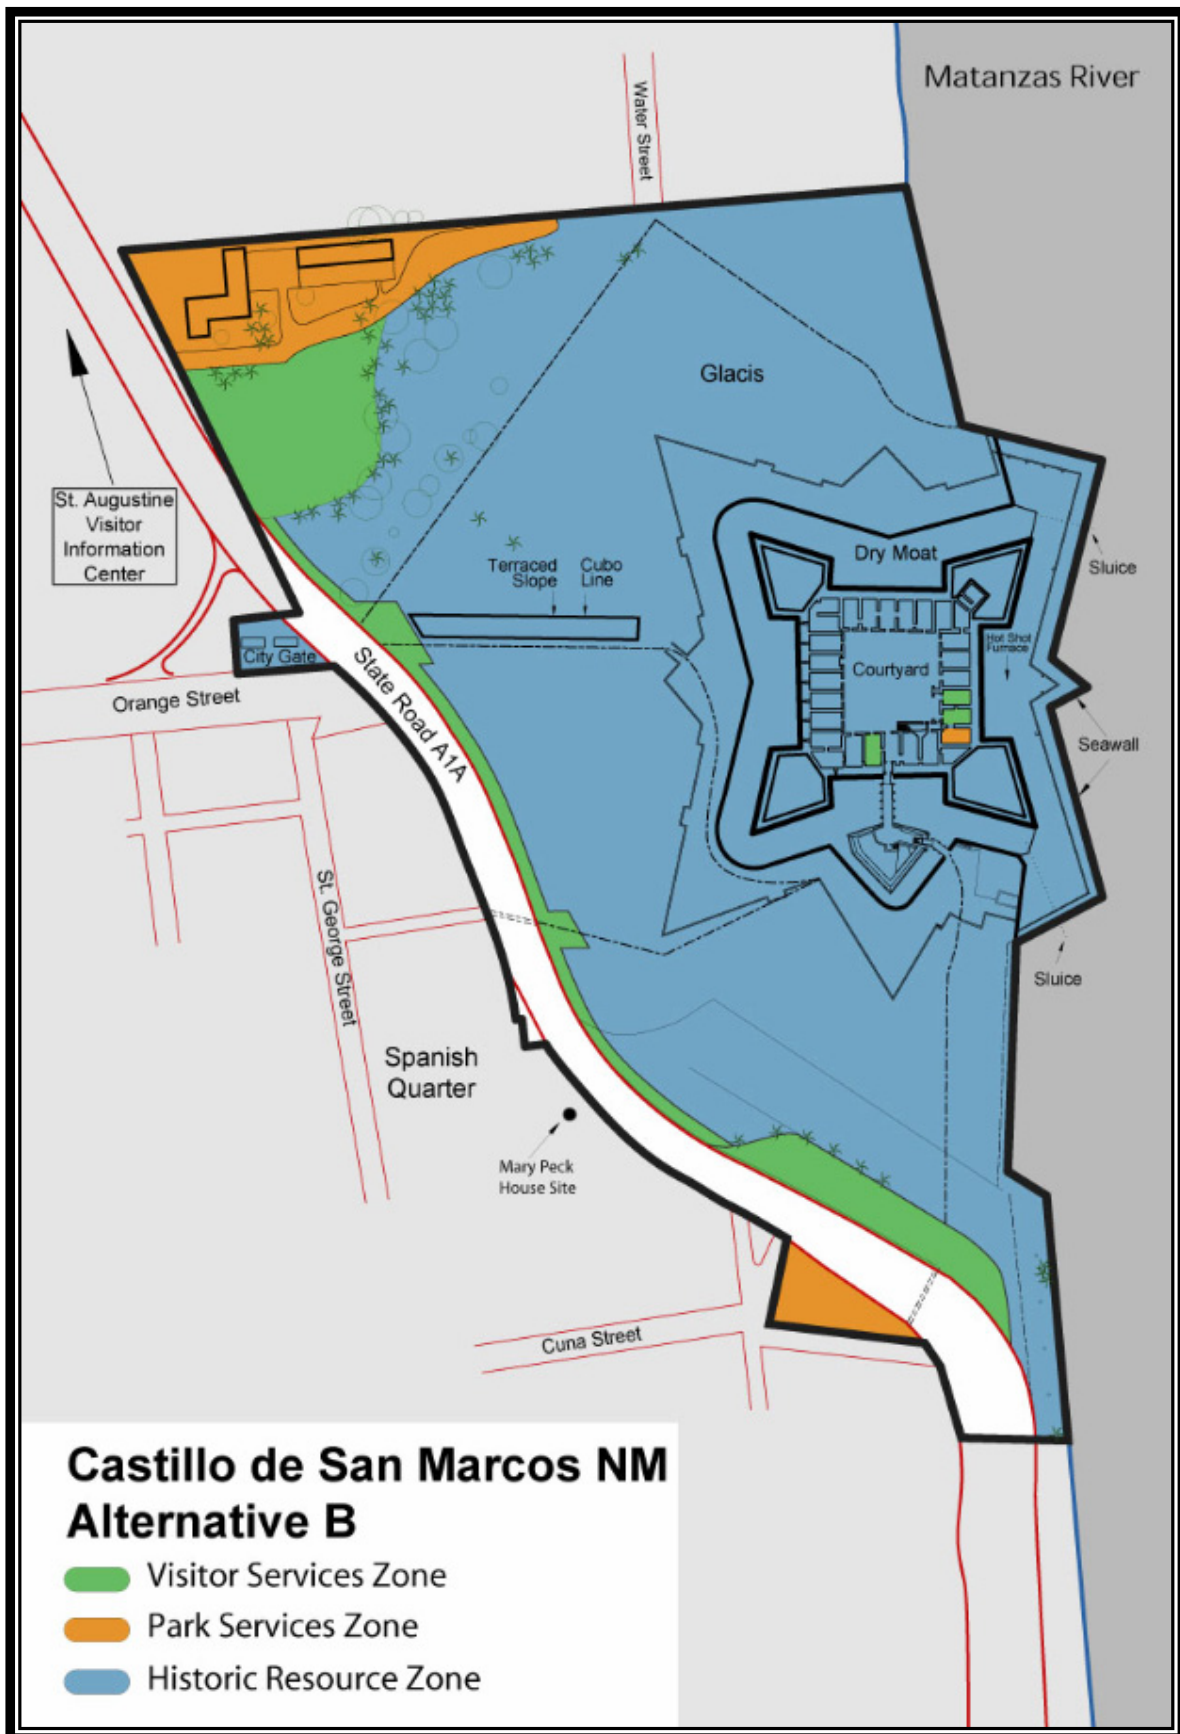 Matanzas River
Water Street
Glacis
St. Augustine
Visitor
Information
Center
Terraced
Slope
Cubo
Line
Dry Moat
Sluice
Hot Shot
Furnace
City Gate
Courtyard
State Road A1A
Orange Street
Seawall
St. George Street
Sluice
Spanish
Quarter
Mary Peck
House Site
Cuna Street
Castillo de San Marcos NM
Alternative B
Visitor Services Zone
Park Services Zone
Historic Resource Zone